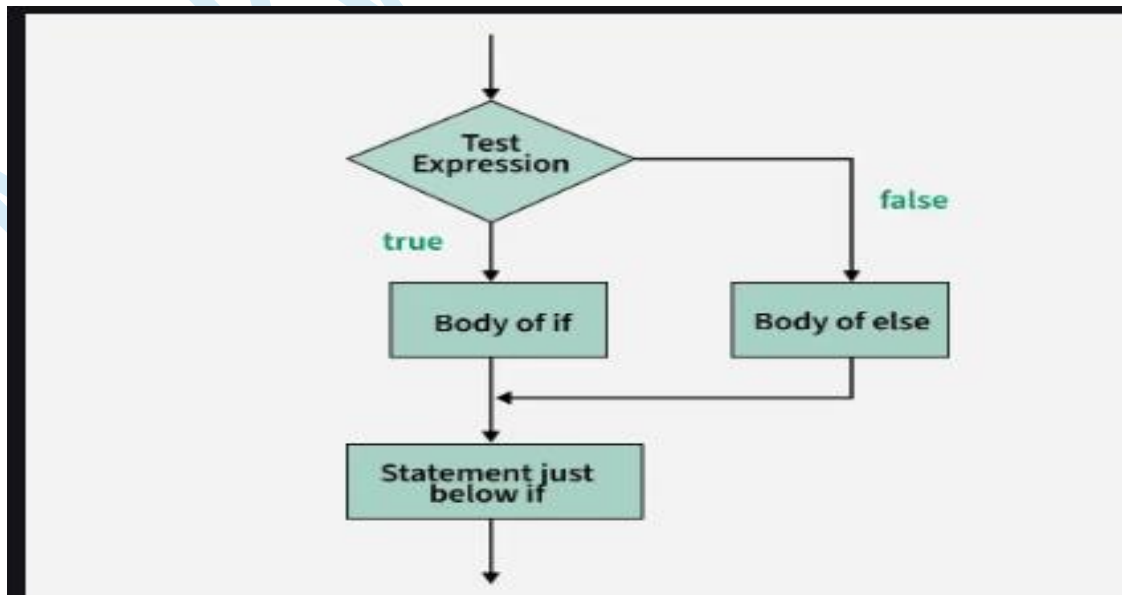 Test
Expression
false
true
Body of if
Body of else
Statement just
below if